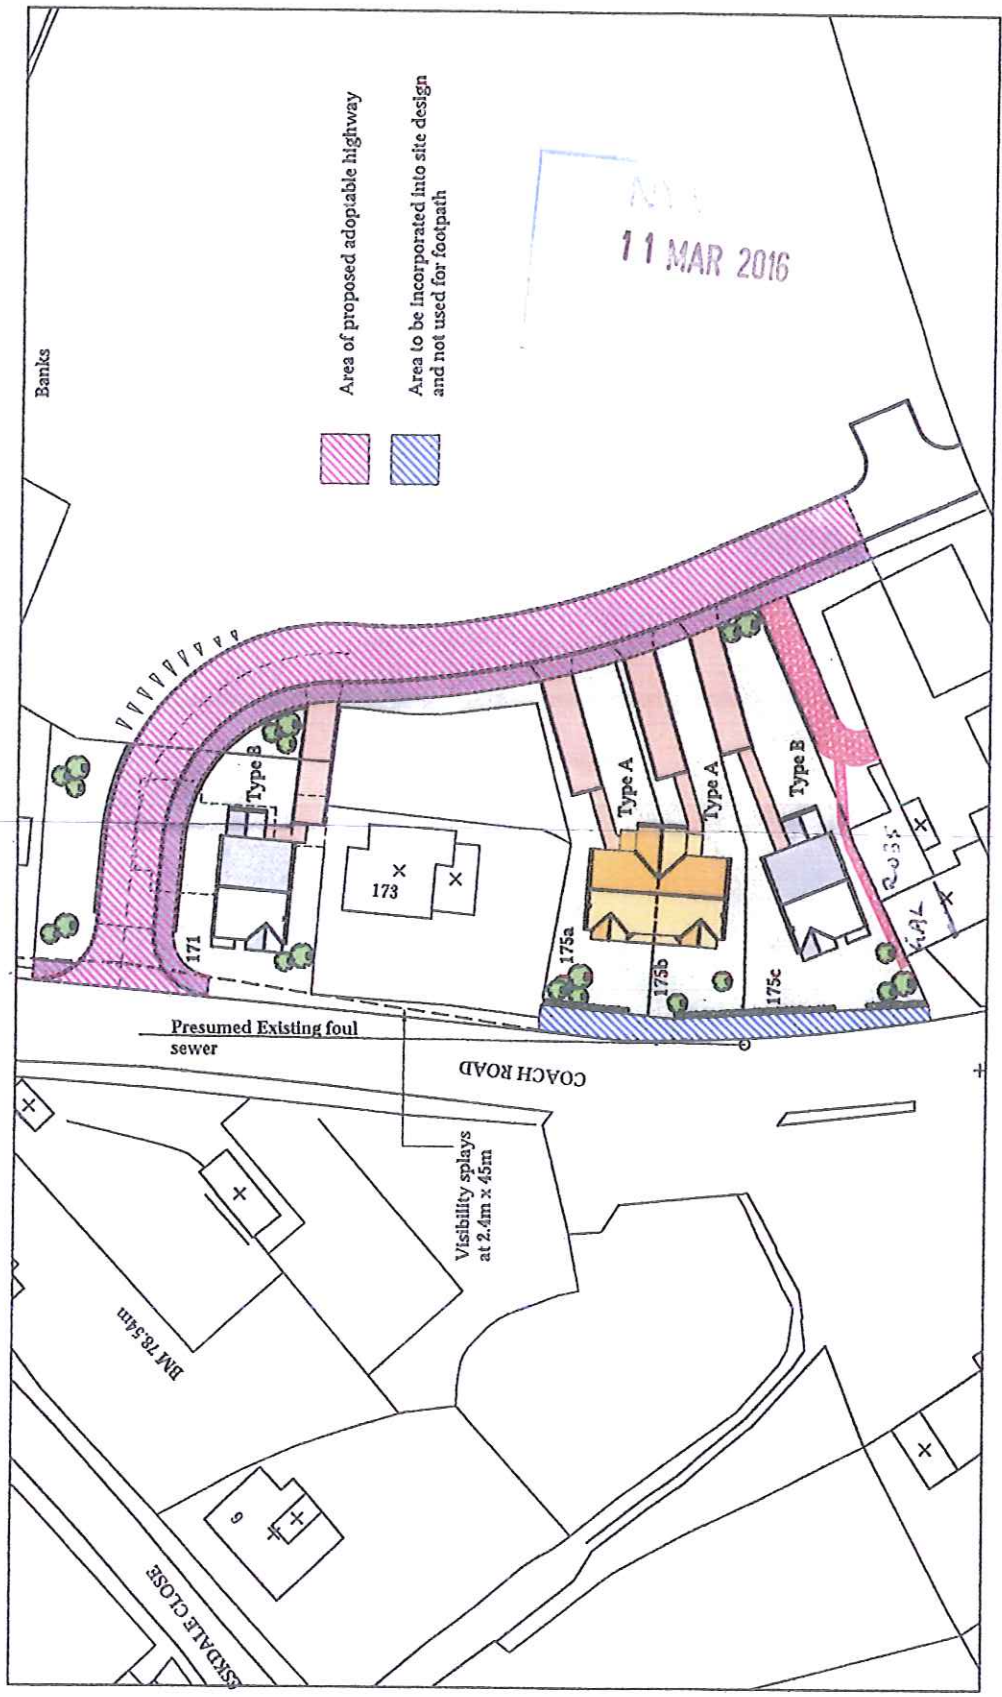 Banks
Area of proposed adoptable highway
Area to be incorporated into site design
and not used for footpath
11 MAR 2016
Type B
171
173
Type A
Type A
Type B
175a
175b
175c
ROSS
Presumed Existing foul
sewer
COACH ROAD
Visibility splays
at 2.4m x 45m
BM 78.54m
6
ESKDALE CLOSE